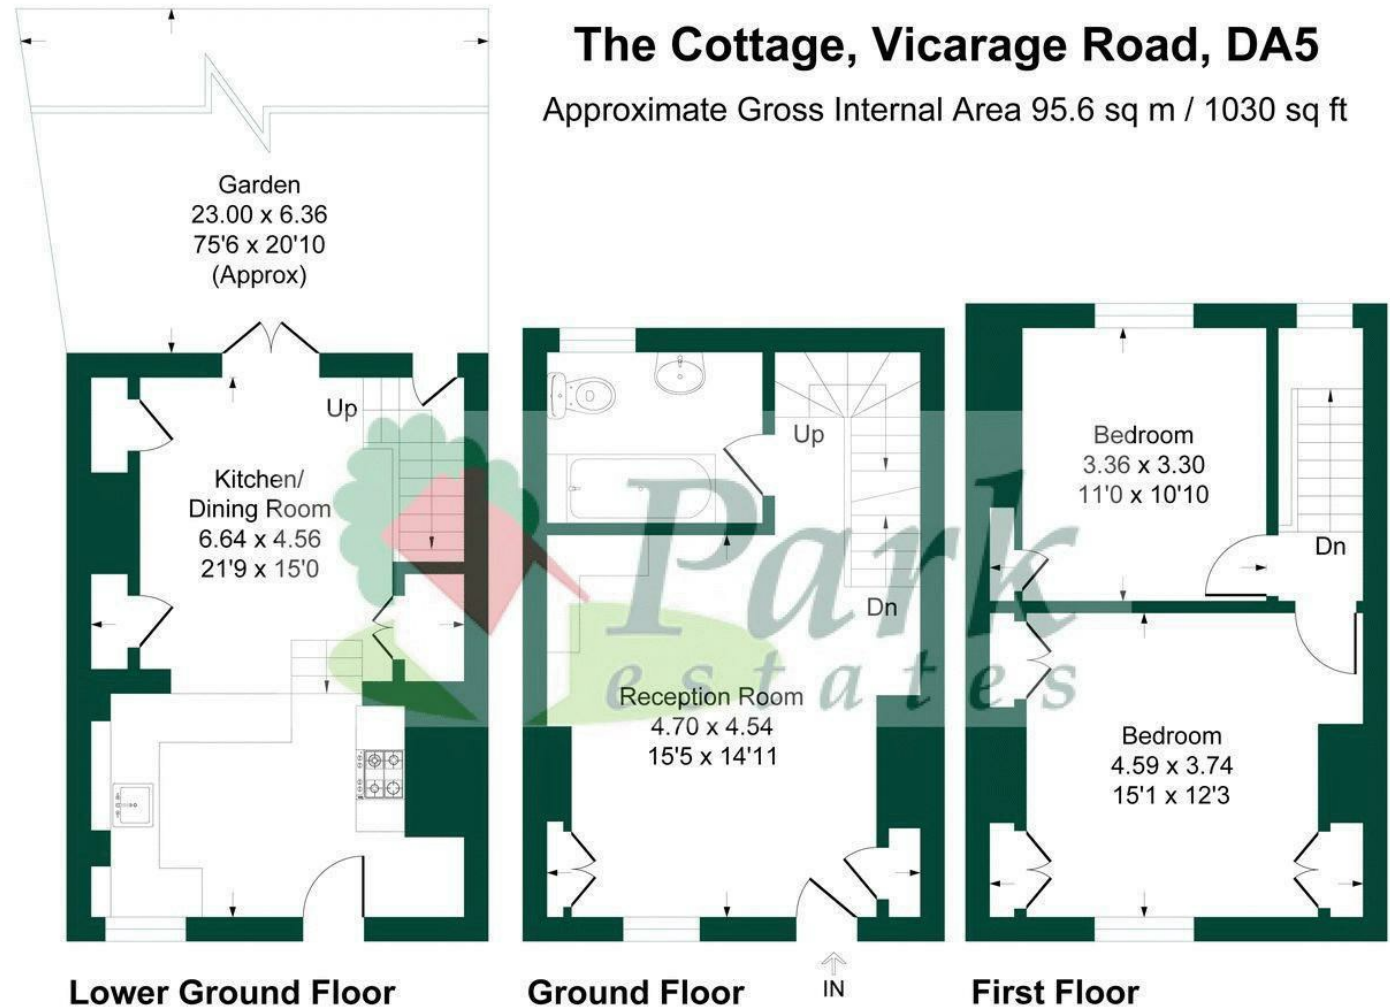 The Cottage, Vicarage Road, DA5
Approximate Gross Internal Area 95.6 sq m / 1030 sq ft
Garden
23.00 x 6.36
75'6 x 20'10
(Approx)
Up
Kitchen/
Dining Room
6.64 x 4.56
21'9 x 15'0
Lower Ground Floor
Up
Dn
Reception Room
4.70 x 4.54
15'5 x 14'11
IN
Ground Floor
Bedroom
3.36 x 3.30
11'0 x 10'10
Dn
Bedroom
4.59 x 3.74
15'1 x 12'3
First Floor
Park
estates